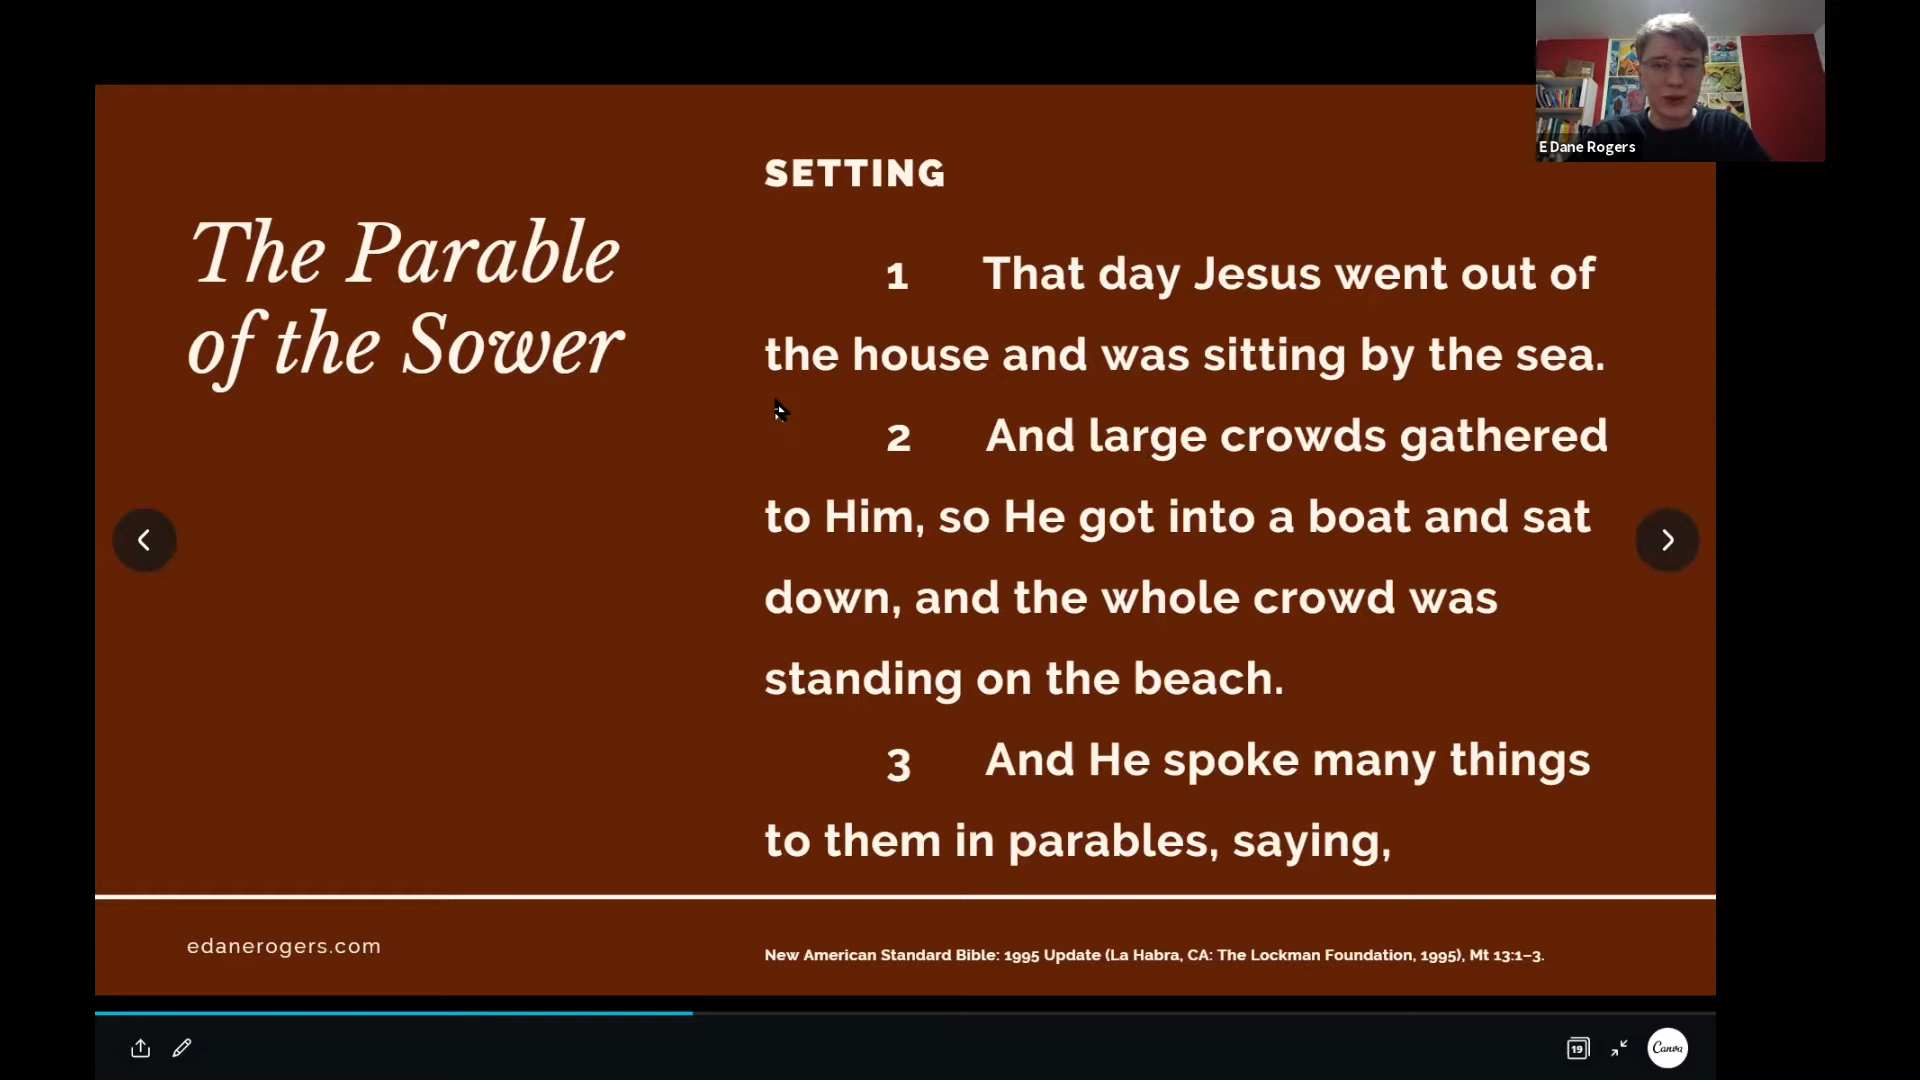 E Dane Rogers
SETTING
The Parable
of the Sower
1 That day Jesus went out of
the house and was sitting by the sea.
2 And large crowds gathered
to Him, so He got into a boat and sat
down, and the whole crowd was
standing on the beach.
3 And He spoke many things
to them in parables, saying,
edanerogers.com
New American Standard Bible: 1995 Update (La Habra, CA: The Lockman Foundation, 1995), Mt 13:1–3.
19
Canva